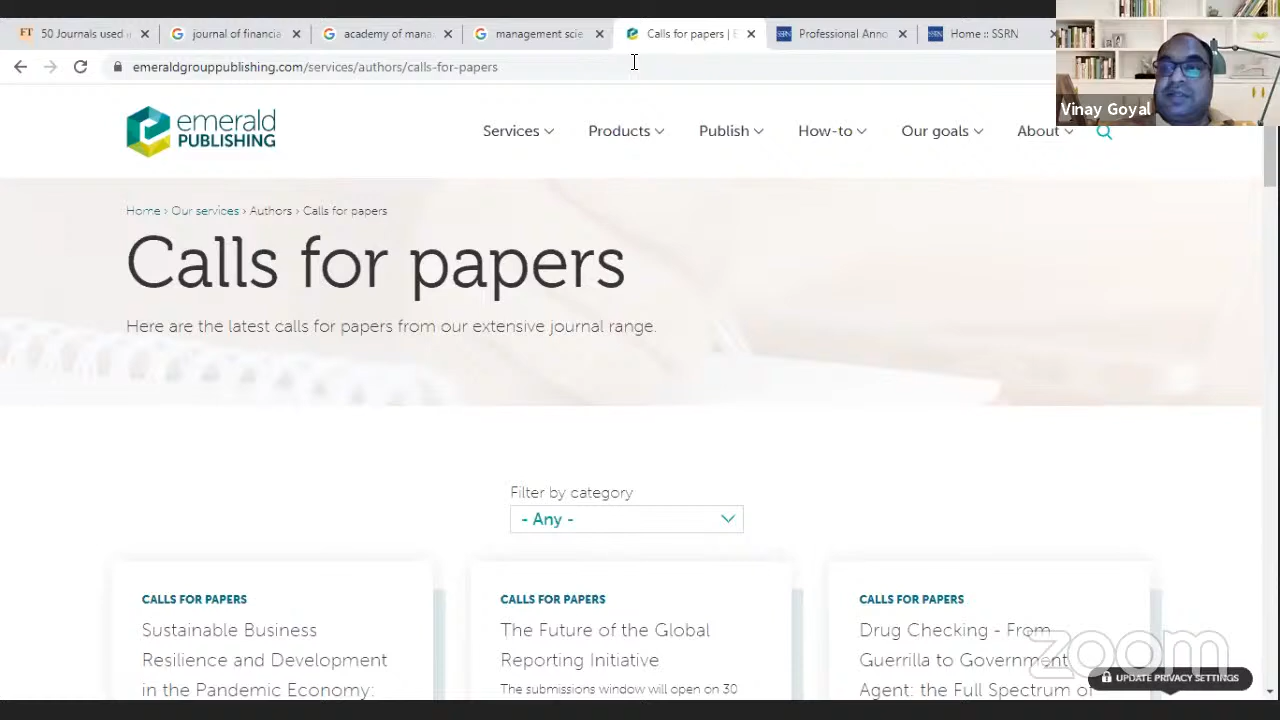 50 Journals used i
journal of financia
academy of mana
management scie
Calls for papers | E
Professional Anno
Home :: SSRN
emeraldgrouppublishing.com/services/authors/calls-for-papers
Vinay Goyal
emerald
PUBLISHING
Services
Products
Publish
How-to
Our goals
About
Home › Our services › Authors › Calls for papers
Calls for papers
Here are the latest calls for papers from our extensive journal range.
Filter by category
- Any -
CALLS FOR PAPERS
Sustainable Business
Resilience and Development
in the Pandemic Economy:
CALLS FOR PAPERS
The Future of the Global
Reporting Initiative
The submissions window will open on 30
CALLS FOR PAPERS
Drug Checking - From
Guerrilla to Government
Agent: the Full Spectrum of
zoom
UPDATE PRIVACY SETTINGS